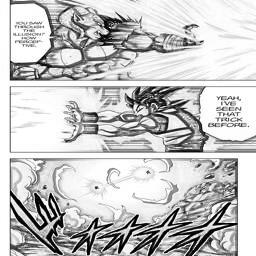 YOU SAW
THROUGH
THE
ILLUSION?
HOW
PERCEP-
TIVE.
YEAH,
I'VE
SEEN
THAT
TRICK
BEFORE.